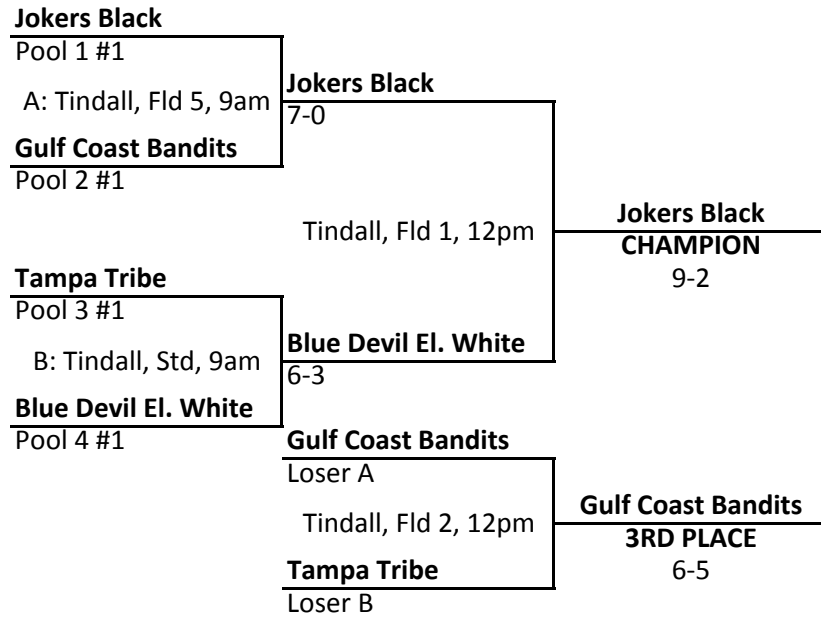 Jokers Black
Pool 1 #1
A: Tindall, Fld 5, 9am
Gulf Coast Bandits
Pool 2 #1
Jokers Black
7-0
Tindall, Fld 1, 12pm
Jokers Black
CHAMPION
9-2
Tampa Tribe
Pool 3 #1
B: Tindall, Std, 9am
Blue Devil El. White
Pool 4 #1
Blue Devil El. White
6-3
Gulf Coast Bandits
Loser A
Tindall, Fld 2, 12pm
Tampa Tribe
Loser B
Gulf Coast Bandits
3RD PLACE
6-5